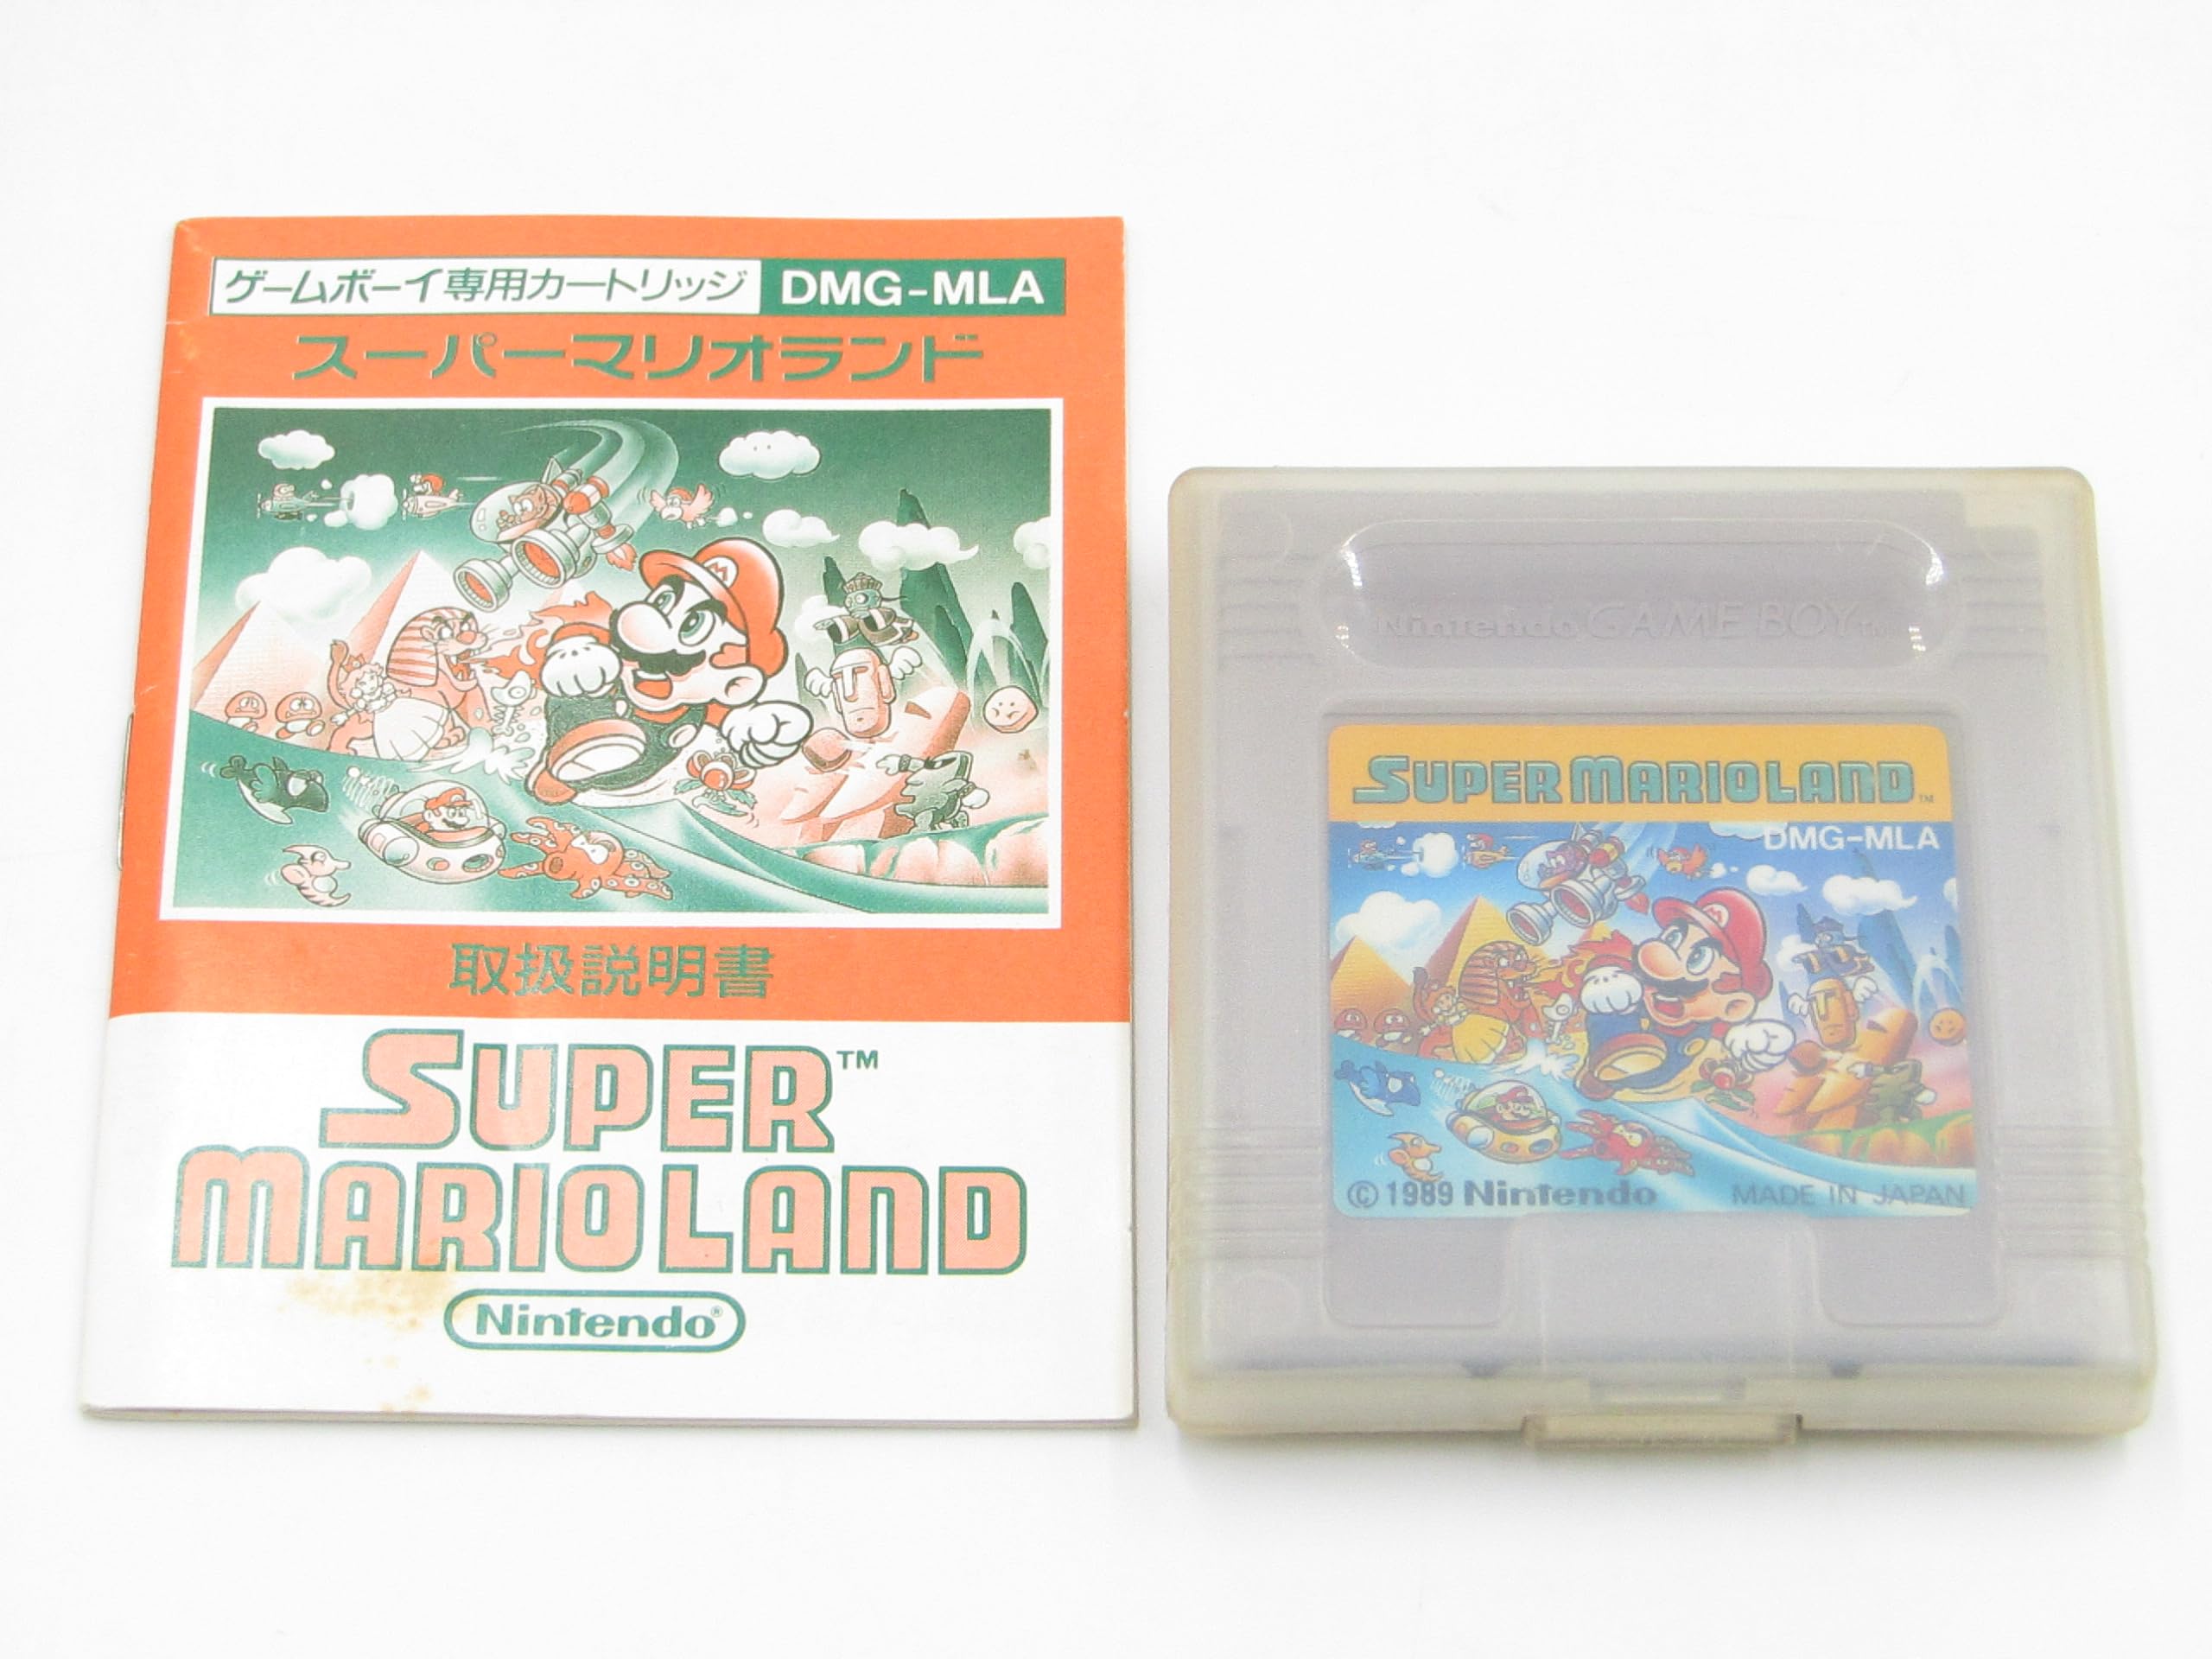 ゲームボーイ専用カートリッジ DMG-MLA
スーパーマリオランド
取扱説明書
SUPER™
MARIOLAND
Nintendo®
Nintendo GAME BOY TM
SUPER MARIOLAND™
DMG-MLA
© 1989 Nintendo MADE IN JAPAN